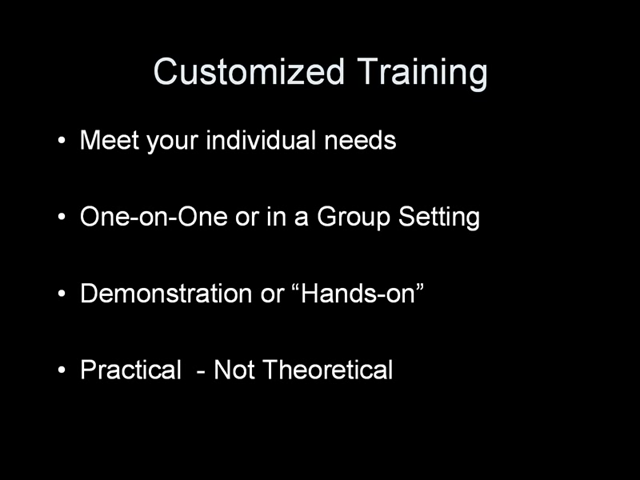 Customized Training
• Meet your individual needs
• One-on-One or in a Group Setting
• Demonstration or “Hands-on”
• Practical  - Not Theoretical